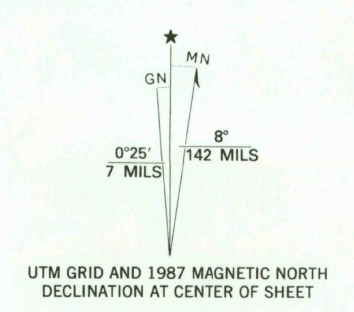 ★
MN
GN
0°25′
7 MILS
8°
142 MILS
UTM GRID AND 1987 MAGNETIC NORTH
DECLINATION AT CENTER OF SHEET